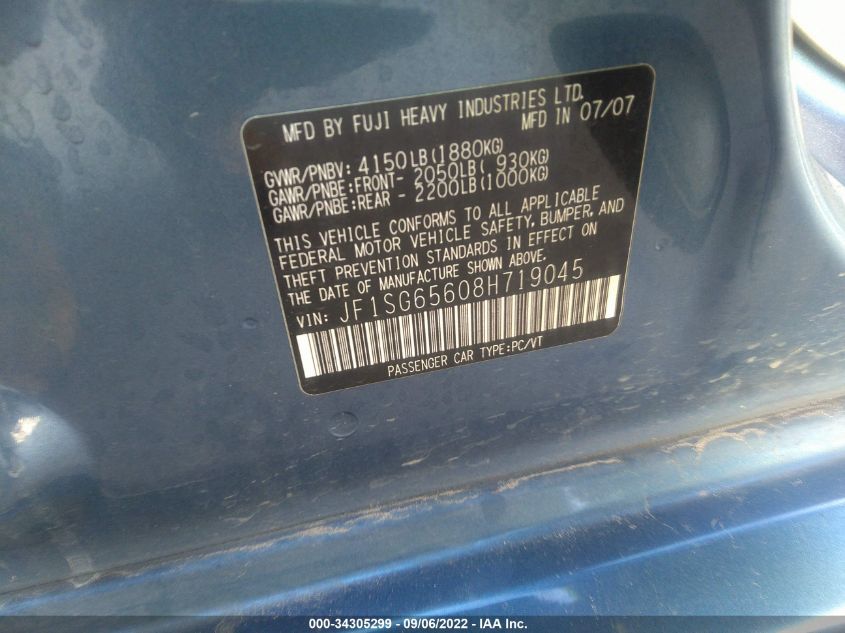 MFD BY FUJI HEAVY INDUSTRIES LTD.
MFD IN 07/07
GVWR/PNBV: 4150LB(1880KG)
GAWR/PNBE:FRONT- 2050LB( 930KG)
GAWR/PNBE:REAR - 2200LB(1000KG)
THIS VEHICLE CONFORMS TO ALL APPLICABLE
FEDERAL MOTOR VEHICLE SAFETY, BUMPER, AND
THEFT PREVENTION STANDARDS IN EFFECT ON
THE DATE OF MANUFACTURE SHOWN ABOVE.
VIN: JF1SG65608H719045
PASSENGER CAR TYPE:PC/VT
000-34305299 - 09/06/2022 - IAA Inc.